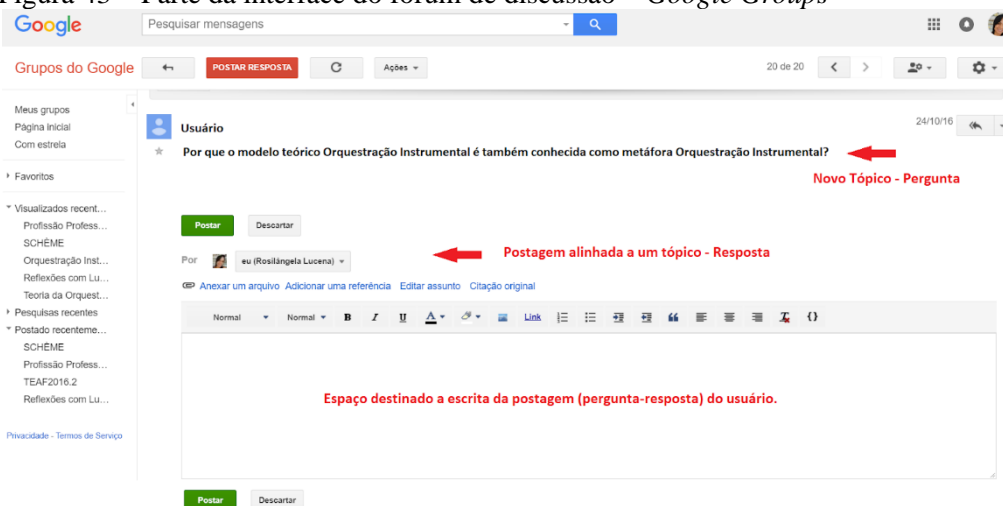 Figura 43 – Parte da interface do fórum de discussão – Google Groups
Google
Pesquisar mensagens
Grupos do Google
POSTAR RESPOSTA
C
Ações
20 de 20
Meus grupos
Página inicial
Com estrela
Favoritos
Visualizados recent...
Profissão Profess...
SCHÈME
Orquestração Inst...
Reflexões com Lu...
Teoria da Orquest...
Pesquisas recentes
Postado recenteme...
SCHÈME
Profissão Profess...
TEAF2016.2
Reflexões com Lu...
Privacidade - Termos de Serviço
Usuário
24/10/16
Por que o modelo teórico Orquestração Instrumental é também conhecida como metáfora Orquestração Instrumental?
Novo Tópico - Pergunta
Postar Descartar
Por eu (Rosilângela Lucena)
Postagem alinhada a um tópico - Resposta
Anexar um arquivo Adicionar uma referência Editar assunto Citação original
Normal Normal B I U A Link {}
Espaço destinado a escrita da postagem (pergunta-resposta) do usuário.
Postar Descartar